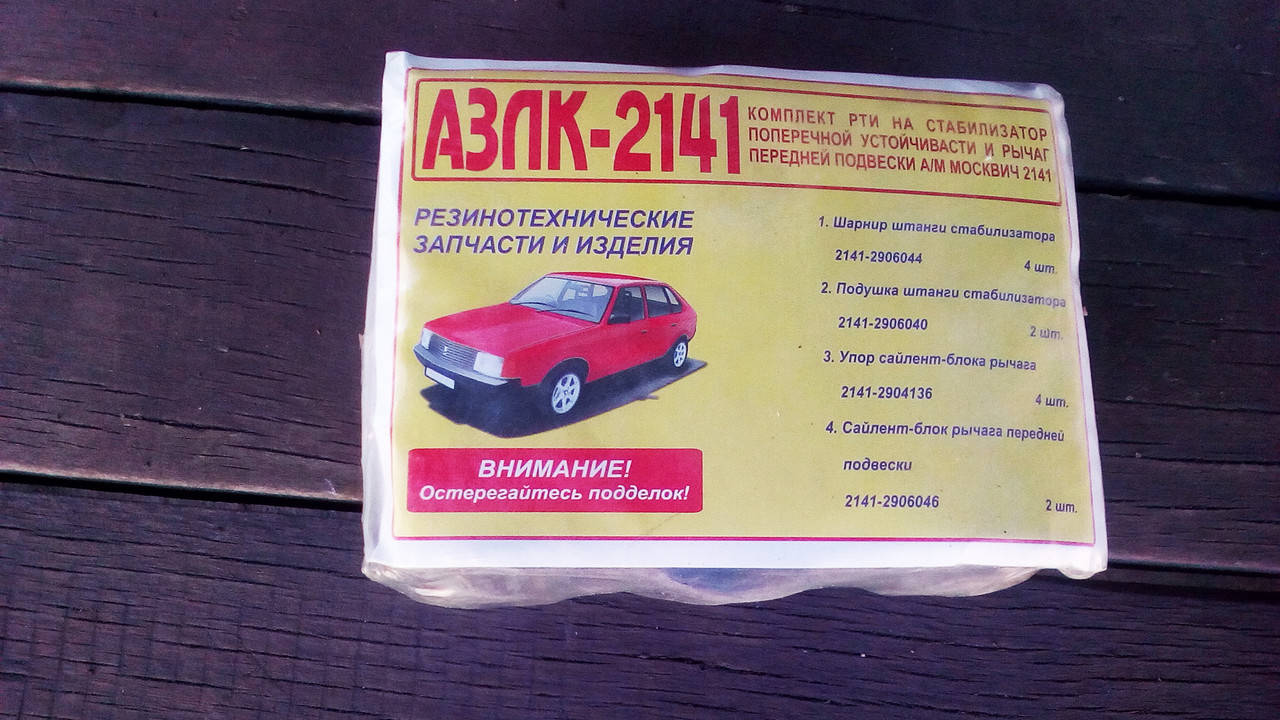 АЗЛК-2141
КОМПЛЕКТ РТИ НА СТАБИЛИЗАТОР
ПОПЕРЕЧНОЙ УСТОЙЧИВАСТИ И РЫЧАГ
ПЕРЕДНЕЙ ПОДВЕСКИ А/М МОСКВИЧ 2141
РЕЗИНОТЕХНИЧЕСКИЕ
ЗАПЧАСТИ И ИЗДЕЛИЯ
ВНИМАНИЕ!
Остерегайтесь подделок!
1. Шарнир штанги стабилизатора
2141-2906044 4 шт.
2. Подушка штанги стабилизатора
2141-2906040 2 шт.
3. Упор сайлент-блока рычага
2141-2904136 4 шт.
4. Сайлент-блок рычага передней
подвески
2141-2906046 2 шт.